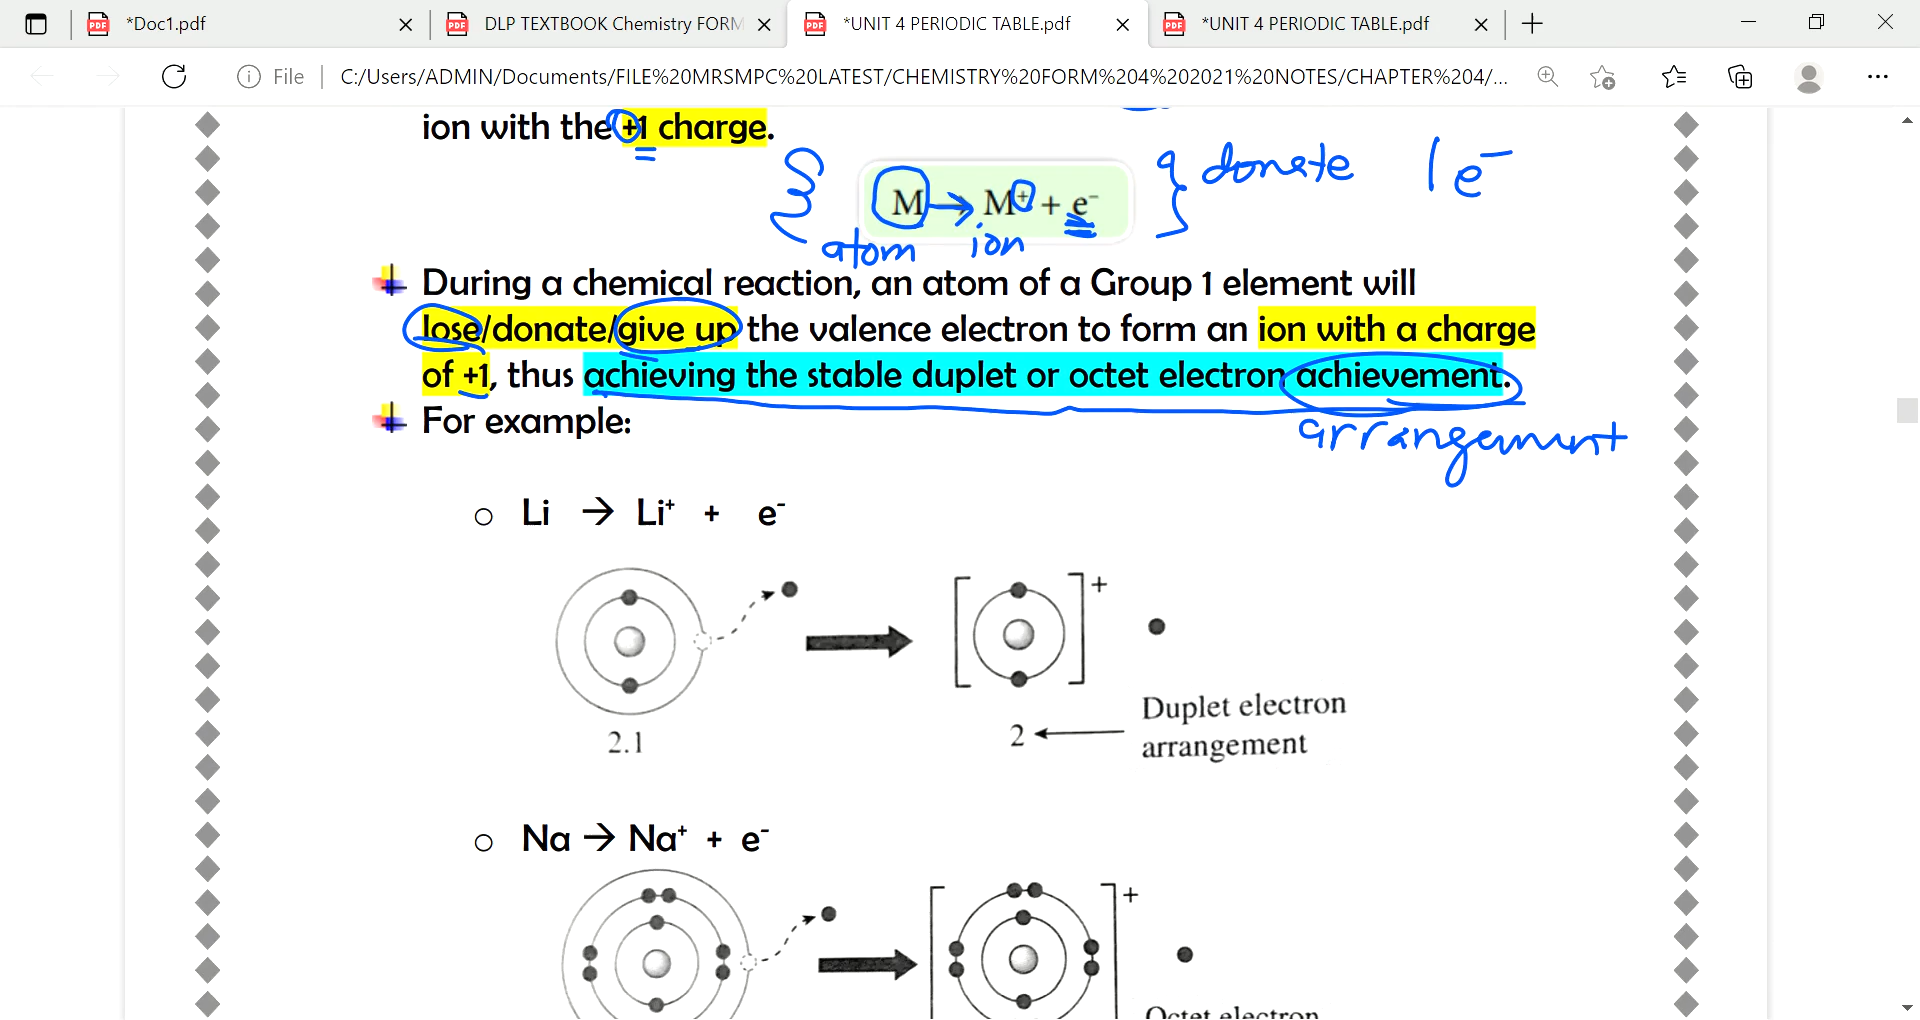 *Doc1.pdf
DLP TEXTBOOK Chemistry FORM
*UNIT 4 PERIODIC TABLE.pdf
*UNIT 4 PERIODIC TABLE.pdf
File
C:/Users/ADMIN/Documents/FILE%20MRSMPC%20LATEST/CHEMISTRY%20FORM%204%202021%20NOTES/CHAPTER%204/...
ion with the +1 charge.
M → M⁺ + e⁻
donate 1e⁻
atom ion
During a chemical reaction, an atom of a Group 1 element will
lose/donate/give up the valence electron to form an ion with a charge
of +1, thus achieving the stable duplet or octet electron achievement.
arrangement
For example:
Li → Li⁺ + e⁻
+
2.1
2
Duplet electron
arrangement
Na → Na⁺ + e⁻
+
Octet electron